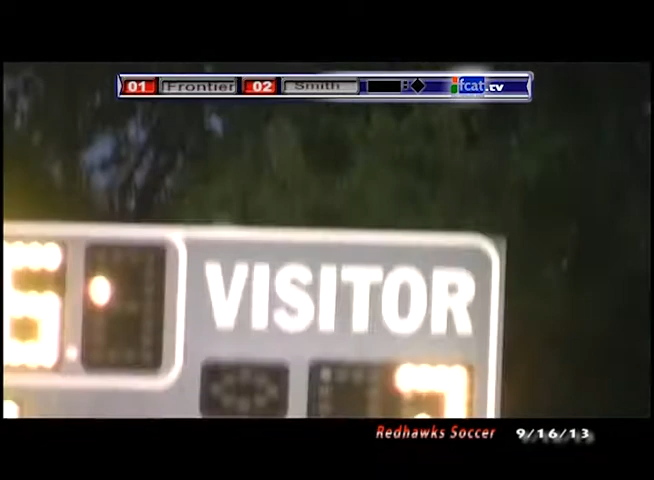 01 Frontier 02 Smith fcat.tv
VISITOR
Redhawks Soccer 9/16/13